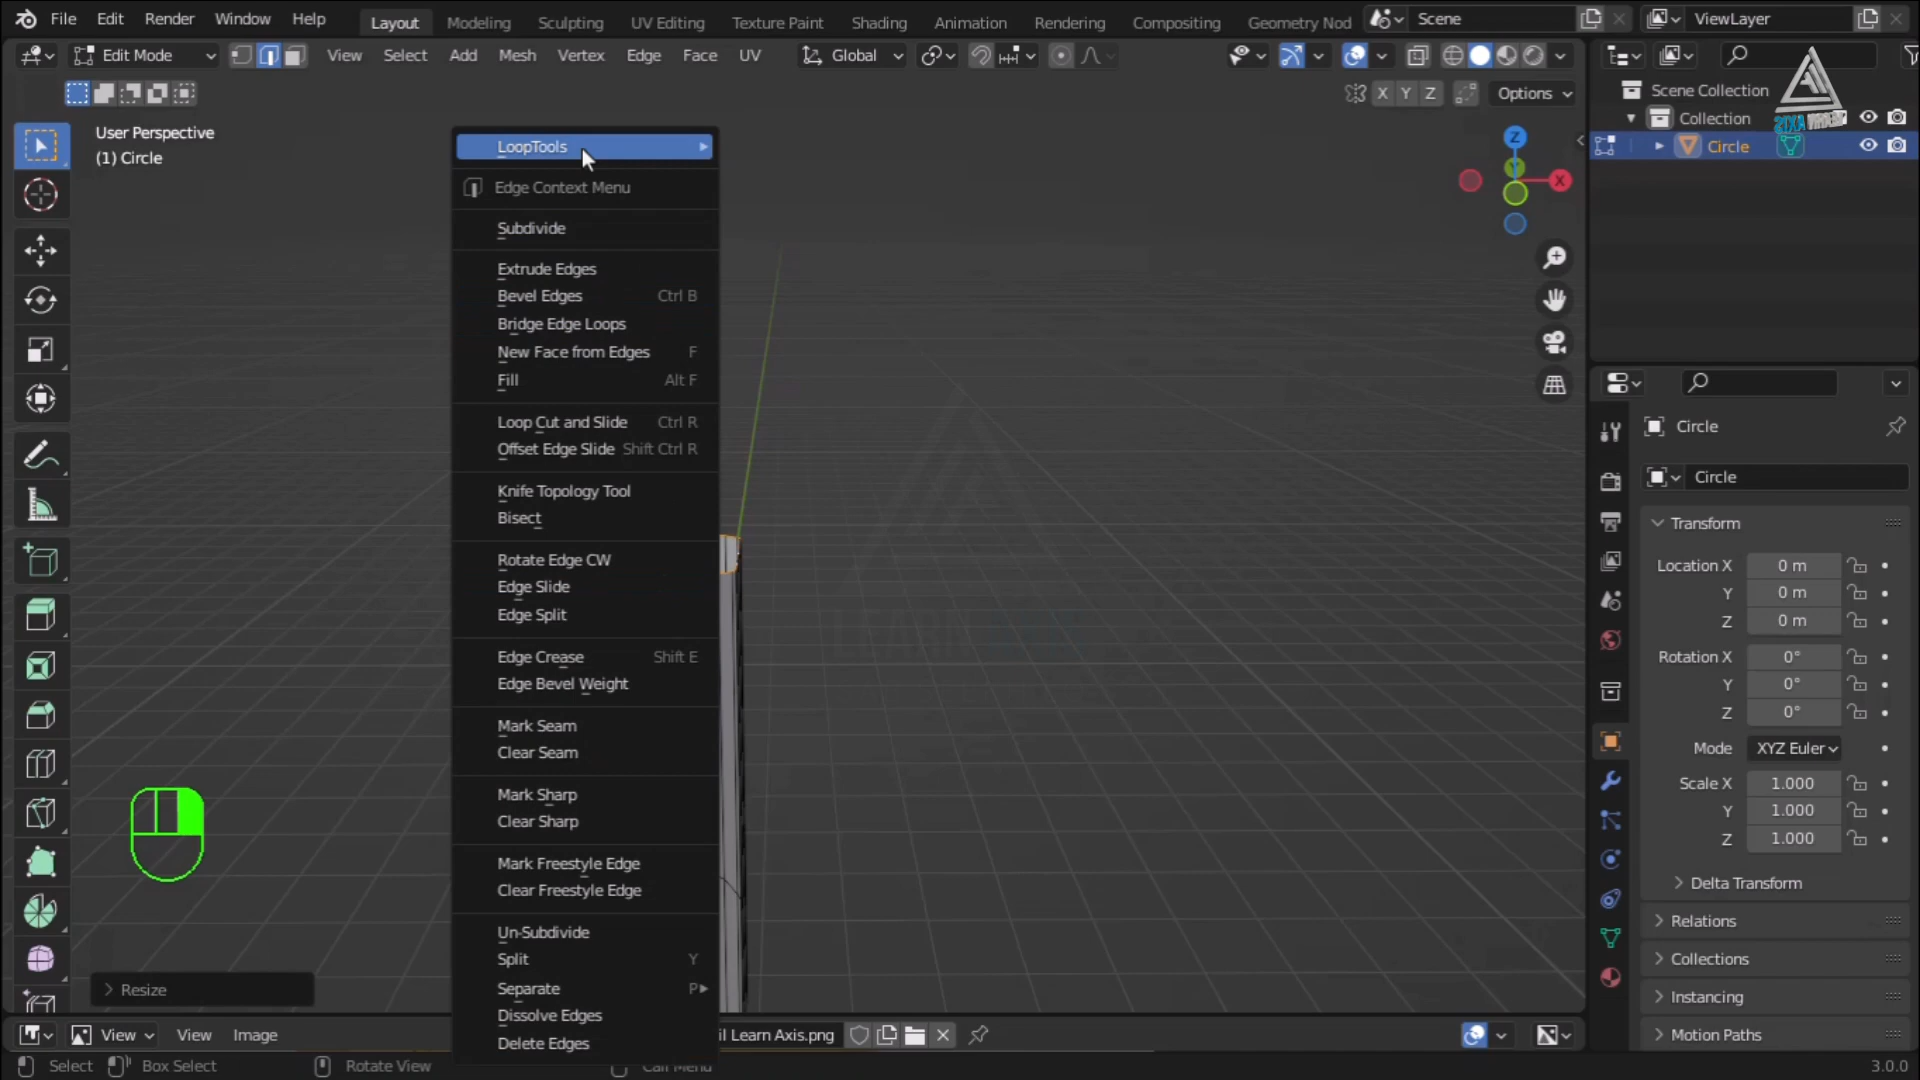 File Edit Render Window Help Layout Modeling Sculpting UV Editing Texture Paint Shading Animation Rendering Compositing Geometry Nod Scene ViewLayer
Edit Mode View Select Add Mesh Vertex Edge Face UV Global
X Y Z Options
User Perspective
(1) Circle
LoopTools
Edge Context Menu
Subdivide
Extrude Edges
Bevel Edges Ctrl B
Bridge Edge Loops
New Face from Edges F
Fill Alt F
Loop Cut and Slide Ctrl R
Offset Edge Slide Shift Ctrl R
Knife Topology Tool
Bisect
Rotate Edge CW
Edge Slide
Edge Split
Edge Crease Shift E
Edge Bevel Weight
Mark Seam
Clear Seam
Mark Sharp
Clear Sharp
Mark Freestyle Edge
Clear Freestyle Edge
Un-Subdivide
Split Y
Separate P
Dissolve Edges
Delete Edges
Z
Y
X
Resize
Scene Collection
Collection
Circle
Circle
Circle
Transform
Location X 0 m
Y 0 m
Z 0 m
Rotation X 0°
Y 0°
Z 0°
Mode XYZ Euler
Scale X 1.000
Y 1.000
Z 1.000
Delta Transform
Relations
Collections
Instancing
Motion Paths
View View Image il Learn Axis.png
Select Box Select Rotate View Call Menu 3.0.0